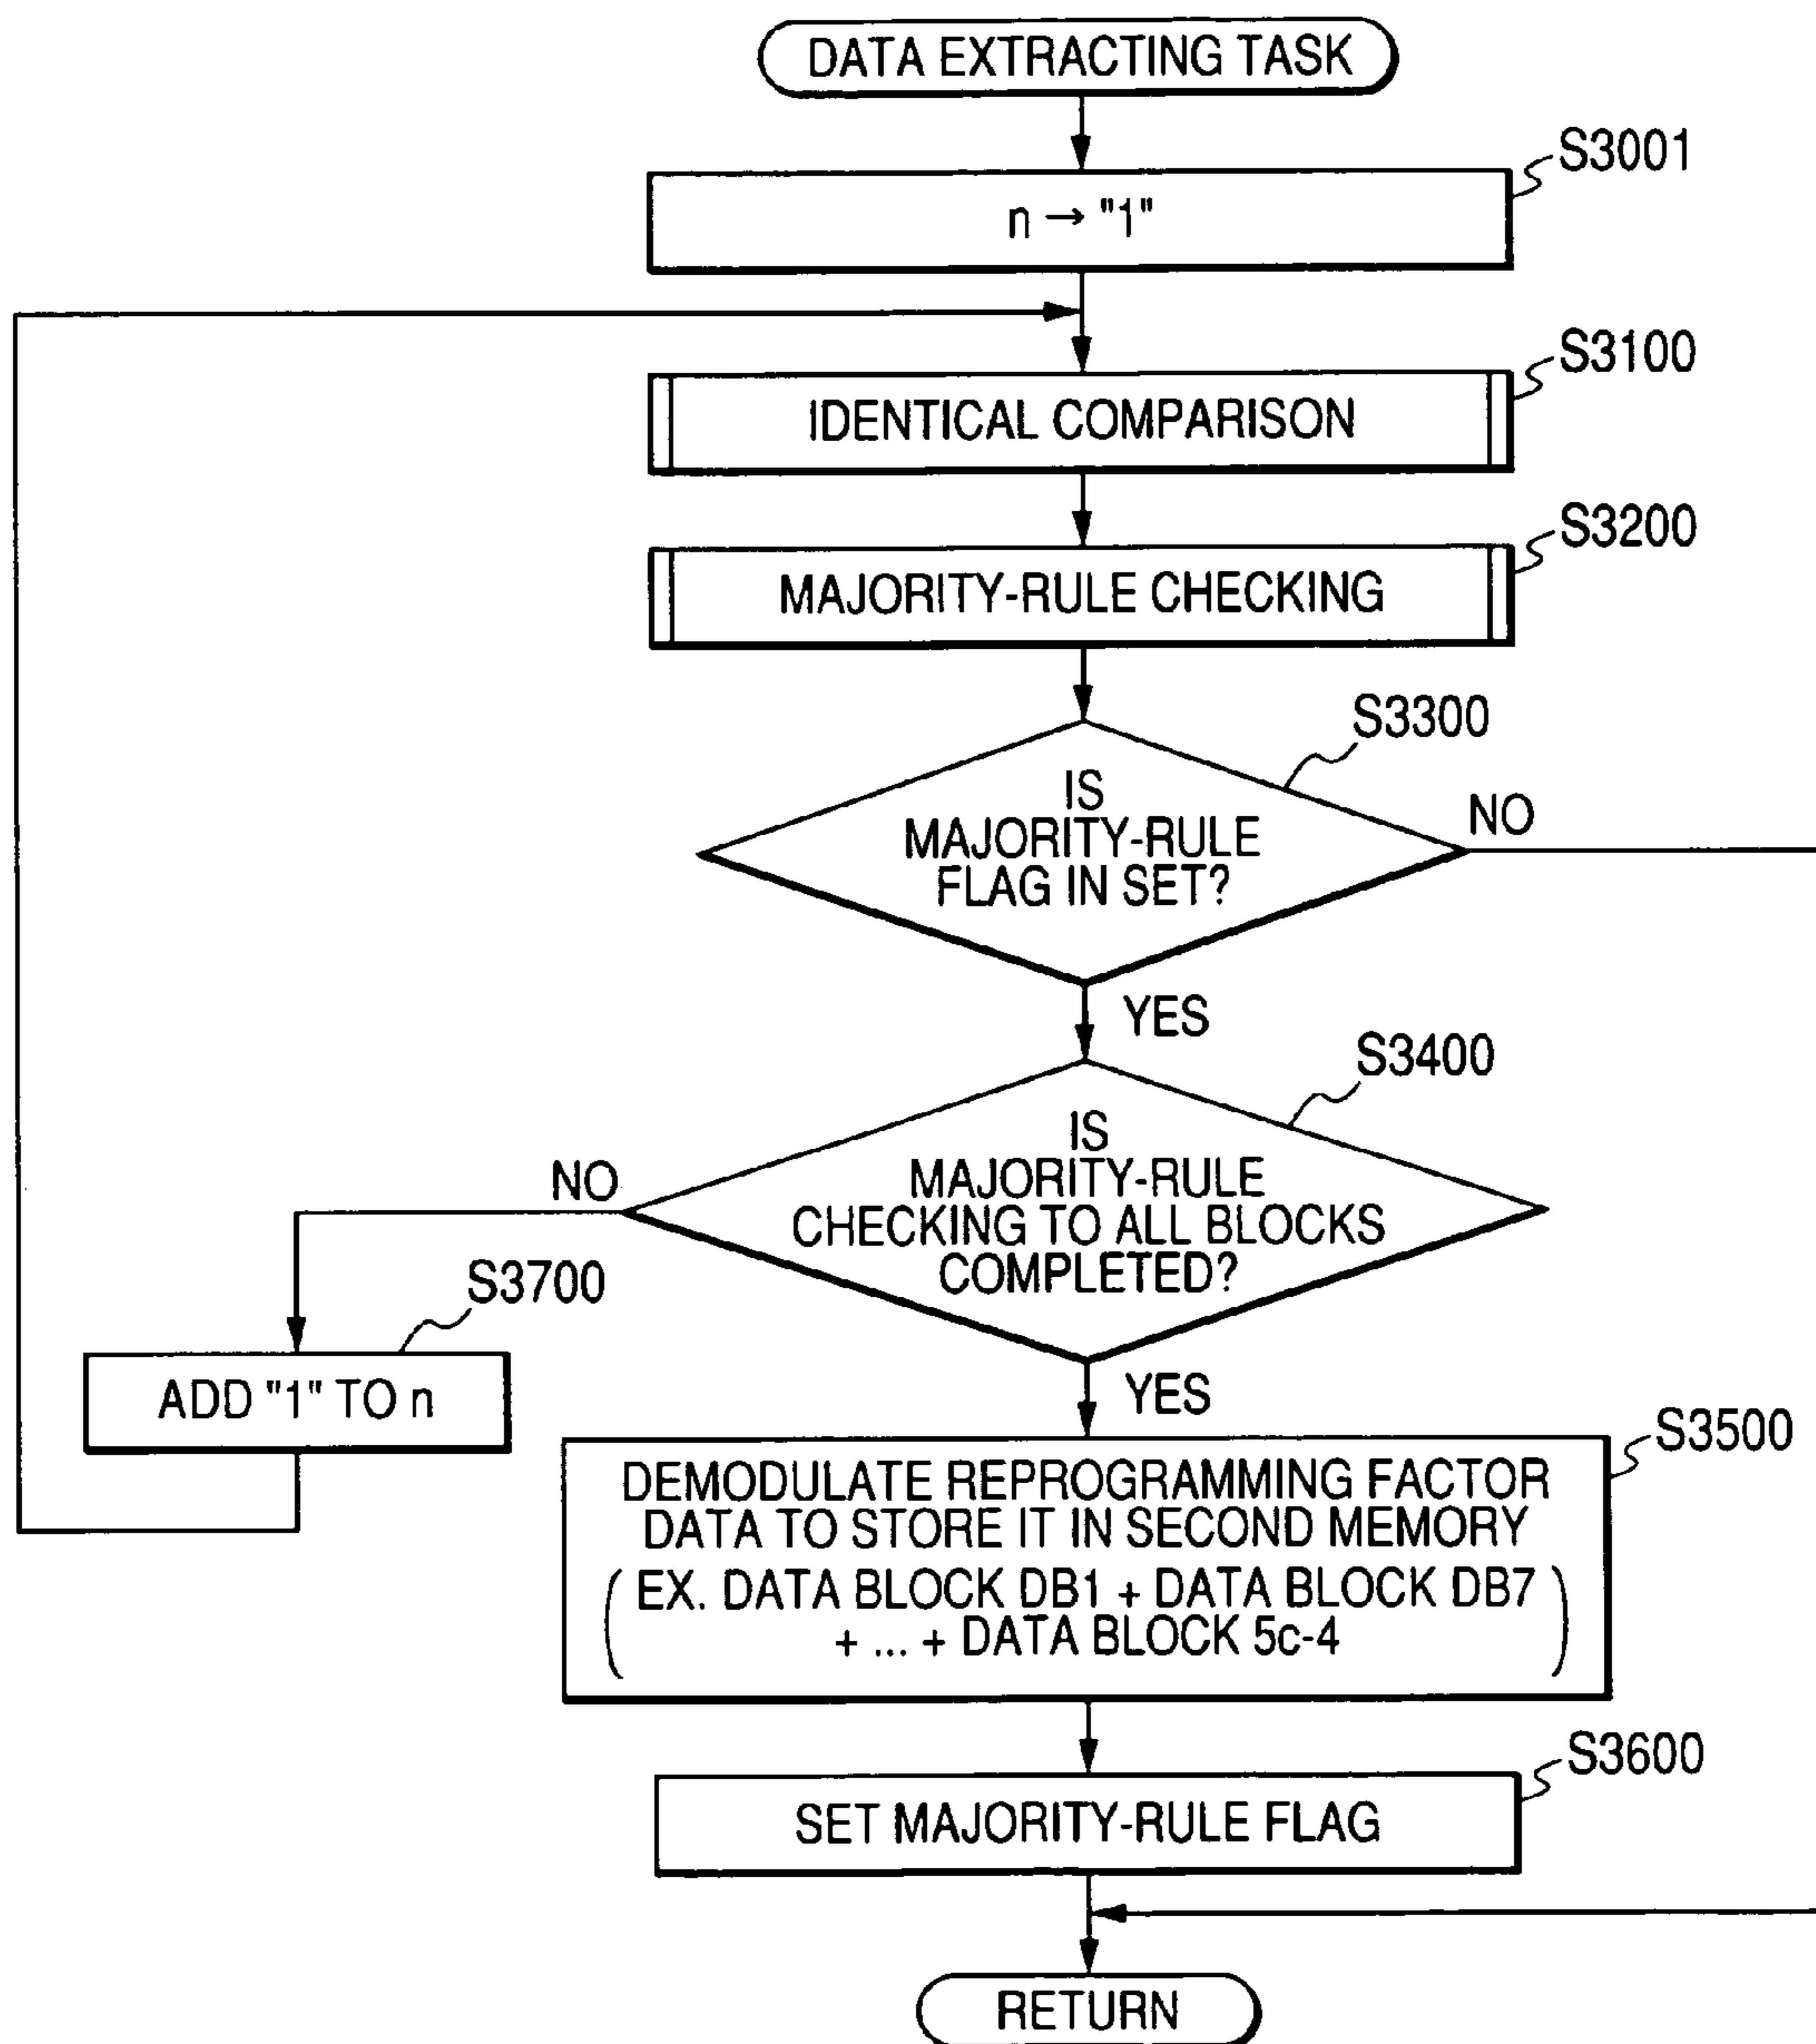 DATA EXTRACTING TASK
S3001
n → "1"
S3100
IDENTICAL COMPARISON
S3200
MAJORITY-RULE CHECKING
S3300
IS
MAJORITY-RULE
FLAG IN SET?
NO
YES
S3400
IS
MAJORITY-RULE
CHECKING TO ALL BLOCKS
COMPLETED?
NO
S3700
ADD "1" TO n
YES
S3500
DEMODULATE REPROGRAMMING FACTOR
DATA TO STORE IT IN SECOND MEMORY
( EX. DATA BLOCK DB1 + DATA BLOCK DB7
+ ... + DATA BLOCK 5c-4 )
S3600
SET MAJORITY-RULE FLAG
RETURN